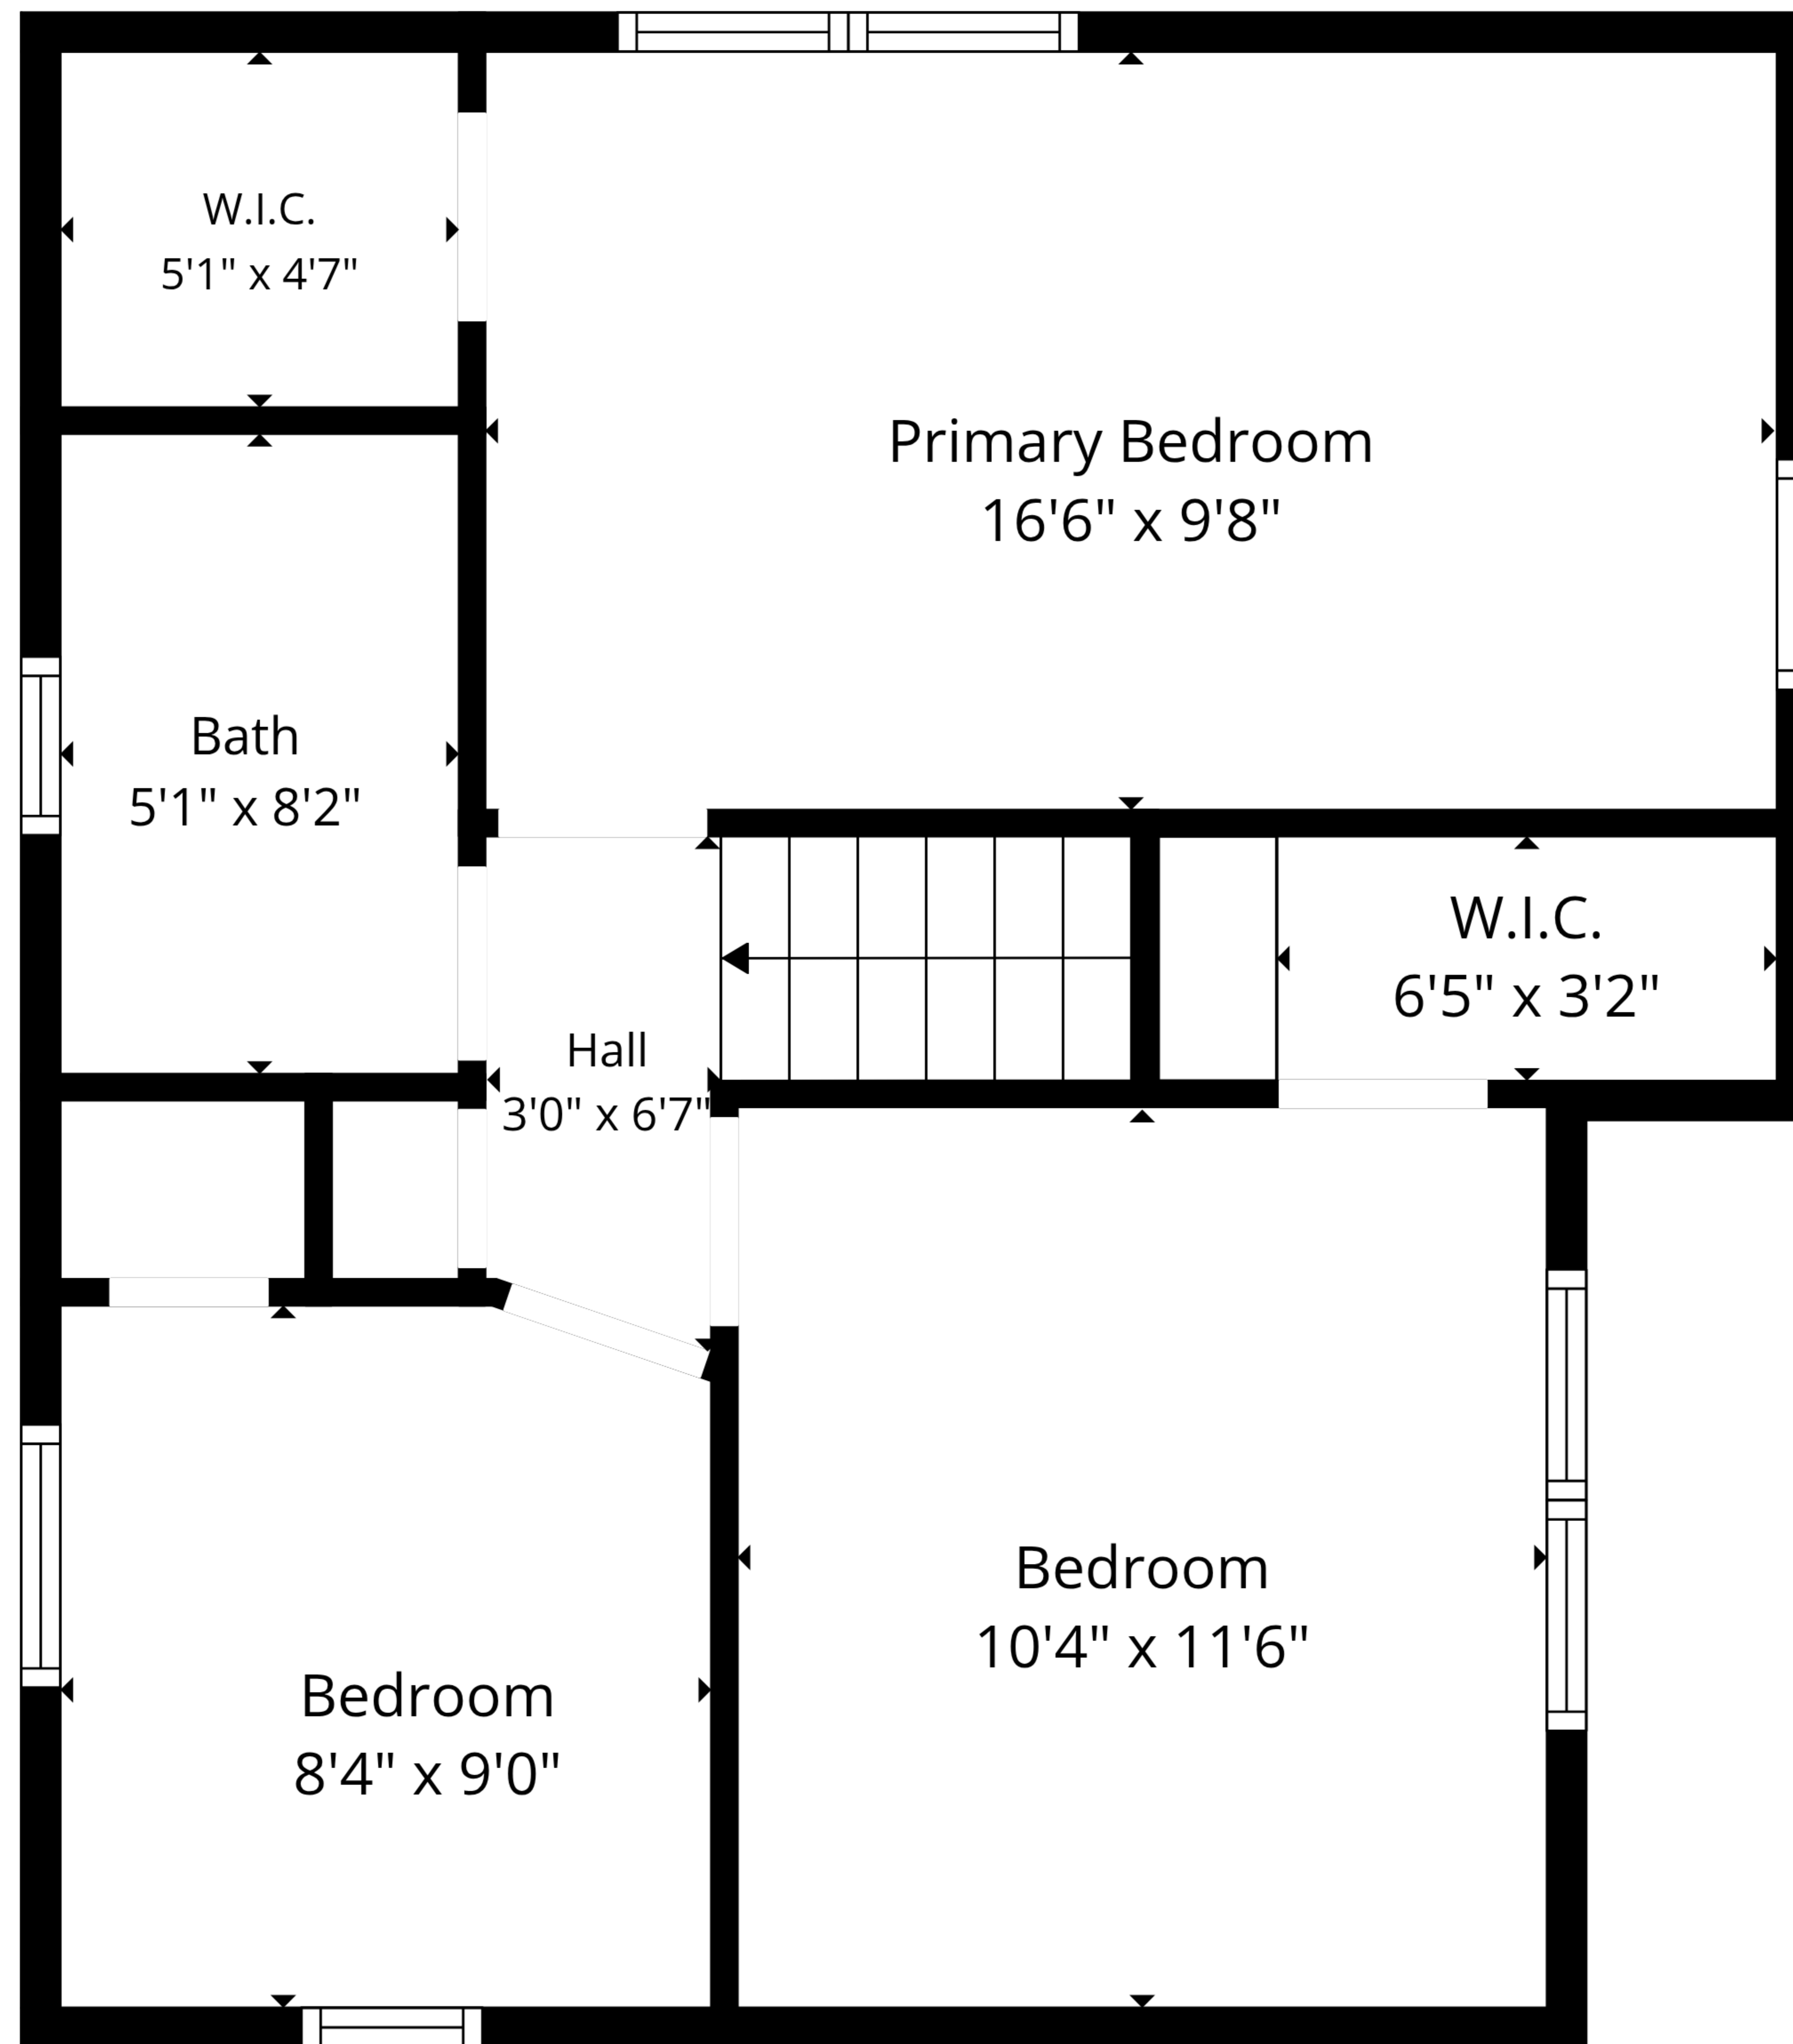 W.I.C.
5'1" x 4'7"
Primary Bedroom
16'6" x 9'8"
Bath
5'1" x 8'2"
W.I.C.
6'5" x 3'2"
Hall
3'0" x 6'7"
Bedroom
10'4" x 11'6"
Bedroom
8'4" x 9'0"